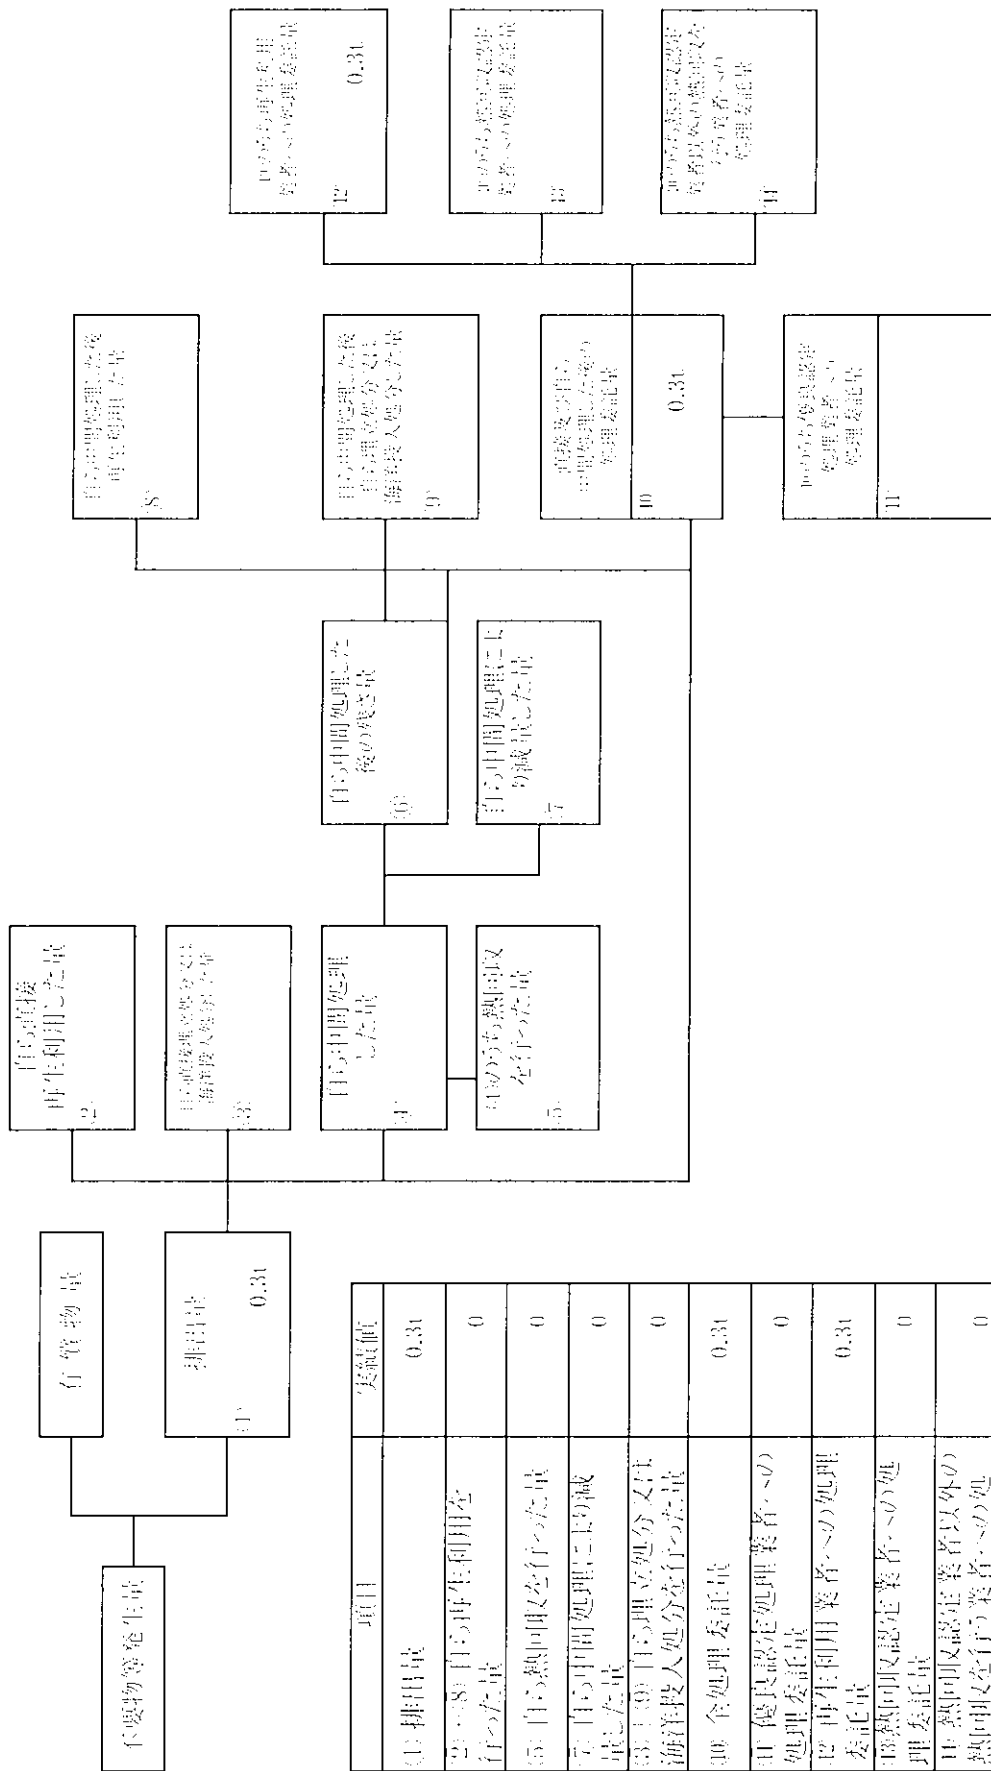 不要物等発生量
有償物量
排出量
(1)
0.3t
自ら直接
再生利用した量
(2)
自ら直接埋立処分又は
海洋投入処分した量
(3)
自ら中間処理
した量
(4)
(4)のうち熱回収
を行った量
(5)
自ら中間処理した
後の残さ量
(6)
自ら中間処理によ
り減量した量
(7)
自ら中間処理した後
再生利用した量
(8)
自ら中間処理した後
自ら埋立処分又は
海洋投入処分した量
(9)
直接及び自ら
中間処理した後の
処理委託量
(10)
0.3t
(10)のうち優良認定
処理業者への
処理委託量
(11)
(10)のうち再生利用
業者への処理委託量
(12)
0.3t
(10)のうち熱回収認定
業者への処理委託量
(13)
(10)のうち熱回収認定
業者以外の熱回収を
行う業者への
処理委託量
(14)
項目 実績値
(1) 排出量 0.3t
(2)+(8) 自ら再生利用を
行った量 0
(5) 自ら熱回収を行った量 0
(7) 自ら中間処理により減
量した量 0
(3)+(9) 自ら埋立処分又は
海洋投入処分を行った量 0
(10) 全処理委託量 0.3t
(11) 優良認定処理業者への
処理委託量 0
(12) 再生利用業者への処理
委託量 0.3t
(13) 熱回収認定業者への処
理委託量 0
(14) 熱回収認定業者以外の
熱回収を行う業者への処 0